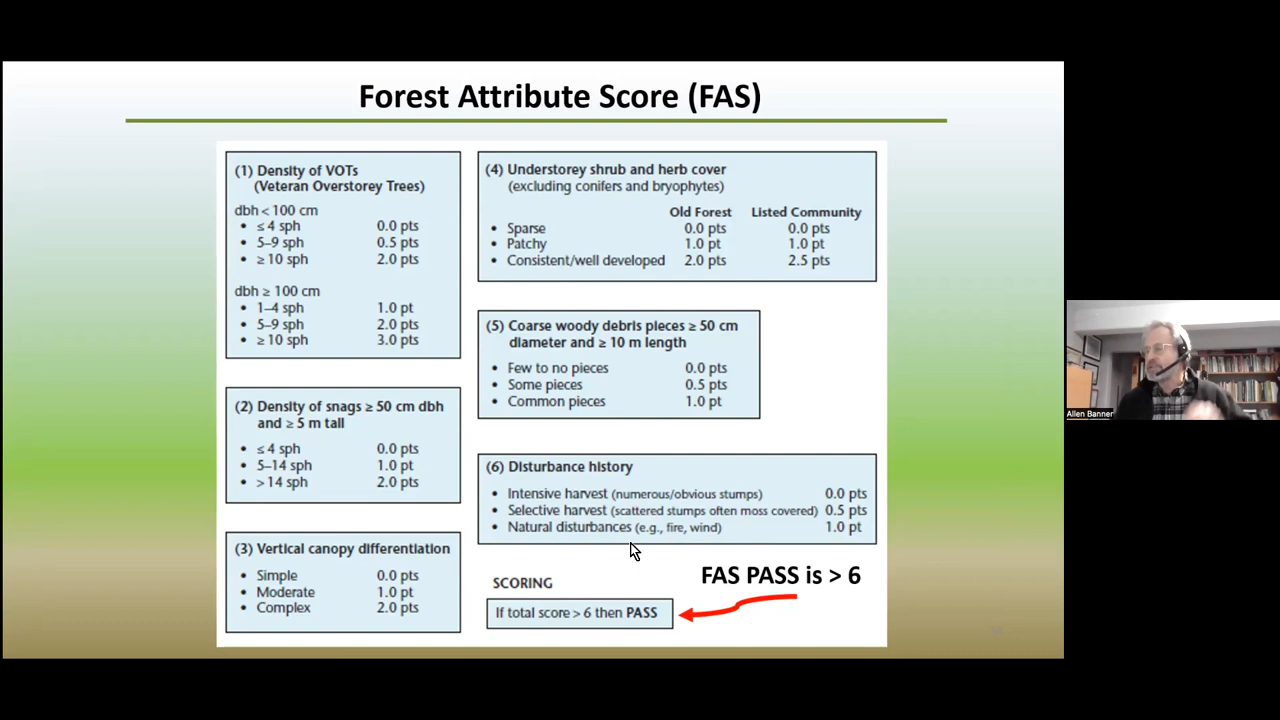 Forest Attribute Score (FAS)
(1) Density of VOTs
(Veteran Overstorey Trees)
dbh < 100 cm
• ≤ 4 sph 0.0 pts
• 5–9 sph 0.5 pts
• ≥ 10 sph 2.0 pts
dbh ≥ 100 cm
• 1–4 sph 1.0 pt
• 5–9 sph 2.0 pts
• ≥ 10 sph 3.0 pts
(2) Density of snags ≥ 50 cm dbh
and ≥ 5 m tall
• ≤ 4 sph 0.0 pts
• 5–14 sph 1.0 pt
• > 14 sph 2.0 pts
(3) Vertical canopy differentiation
• Simple 0.0 pts
• Moderate 1.0 pt
• Complex 2.0 pts
(4) Understorey shrub and herb cover
(excluding conifers and bryophytes)
Old Forest Listed Community
• Sparse 0.0 pts 0.0 pts
• Patchy 1.0 pt 1.0 pt
• Consistent/well developed 2.0 pts 2.5 pts
(5) Coarse woody debris pieces ≥ 50 cm
diameter and ≥ 10 m length
• Few to no pieces 0.0 pts
• Some pieces 0.5 pts
• Common pieces 1.0 pt
(6) Disturbance history
• Intensive harvest (numerous/obvious stumps) 0.0 pts
• Selective harvest (scattered stumps often moss covered) 0.5 pts
• Natural disturbances (e.g., fire, wind) 1.0 pt
SCORING
If total score > 6 then PASS
FAS PASS is > 6
Allen Banner